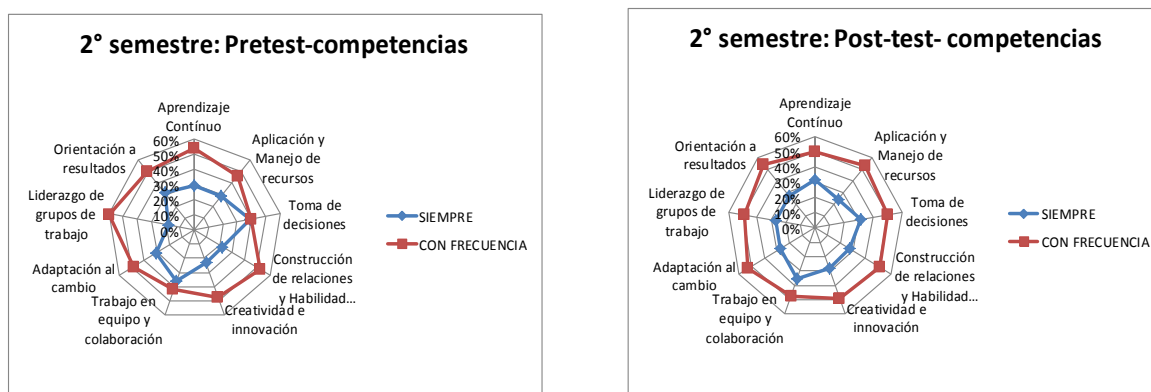 2° semestre: Pretest-competencias
Aprendizaje
Contínuo
60%
50%
40%
30%
20%
10%
0%
Aplicación y
Manejo de
recursos
Toma de
decisiones
Construcción
de relaciones
y Habilidad...
Creatividad e
innovación
Trabajo en
equipo y
colaboración
Adaptación al
cambio
Liderazgo de
grupos de
trabajo
Orientación a
resultados
SIEMPRE
CON FRECUENCIA
2° semestre: Post-test- competencias
Aprendizaje
Contínuo
60%
50%
40%
30%
20%
10%
0%
Aplicación y
Manejo de
recursos
Toma de
decisiones
Construcción
de relaciones
y Habilidad...
Creatividad e
innovación
Trabajo en
equipo y
colaboración
Adaptación al
cambio
Liderazgo de
grupos de
trabajo
Orientación a
resultados
SIEMPRE
CON FRECUENCIA